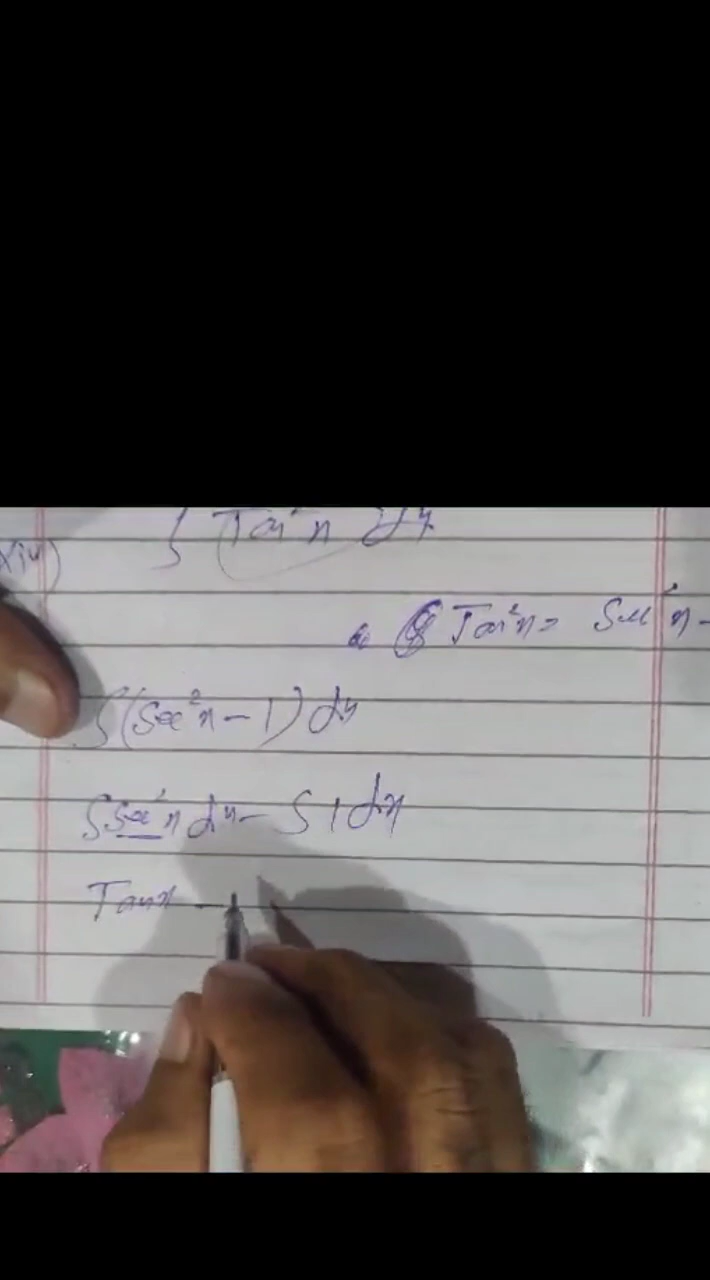 xiv) ∫ Tan²x dx
Tan²x = Sec²x -
∫(Sec²x - 1) dx
∫Sec²x dx - ∫1 dx
Tanx -